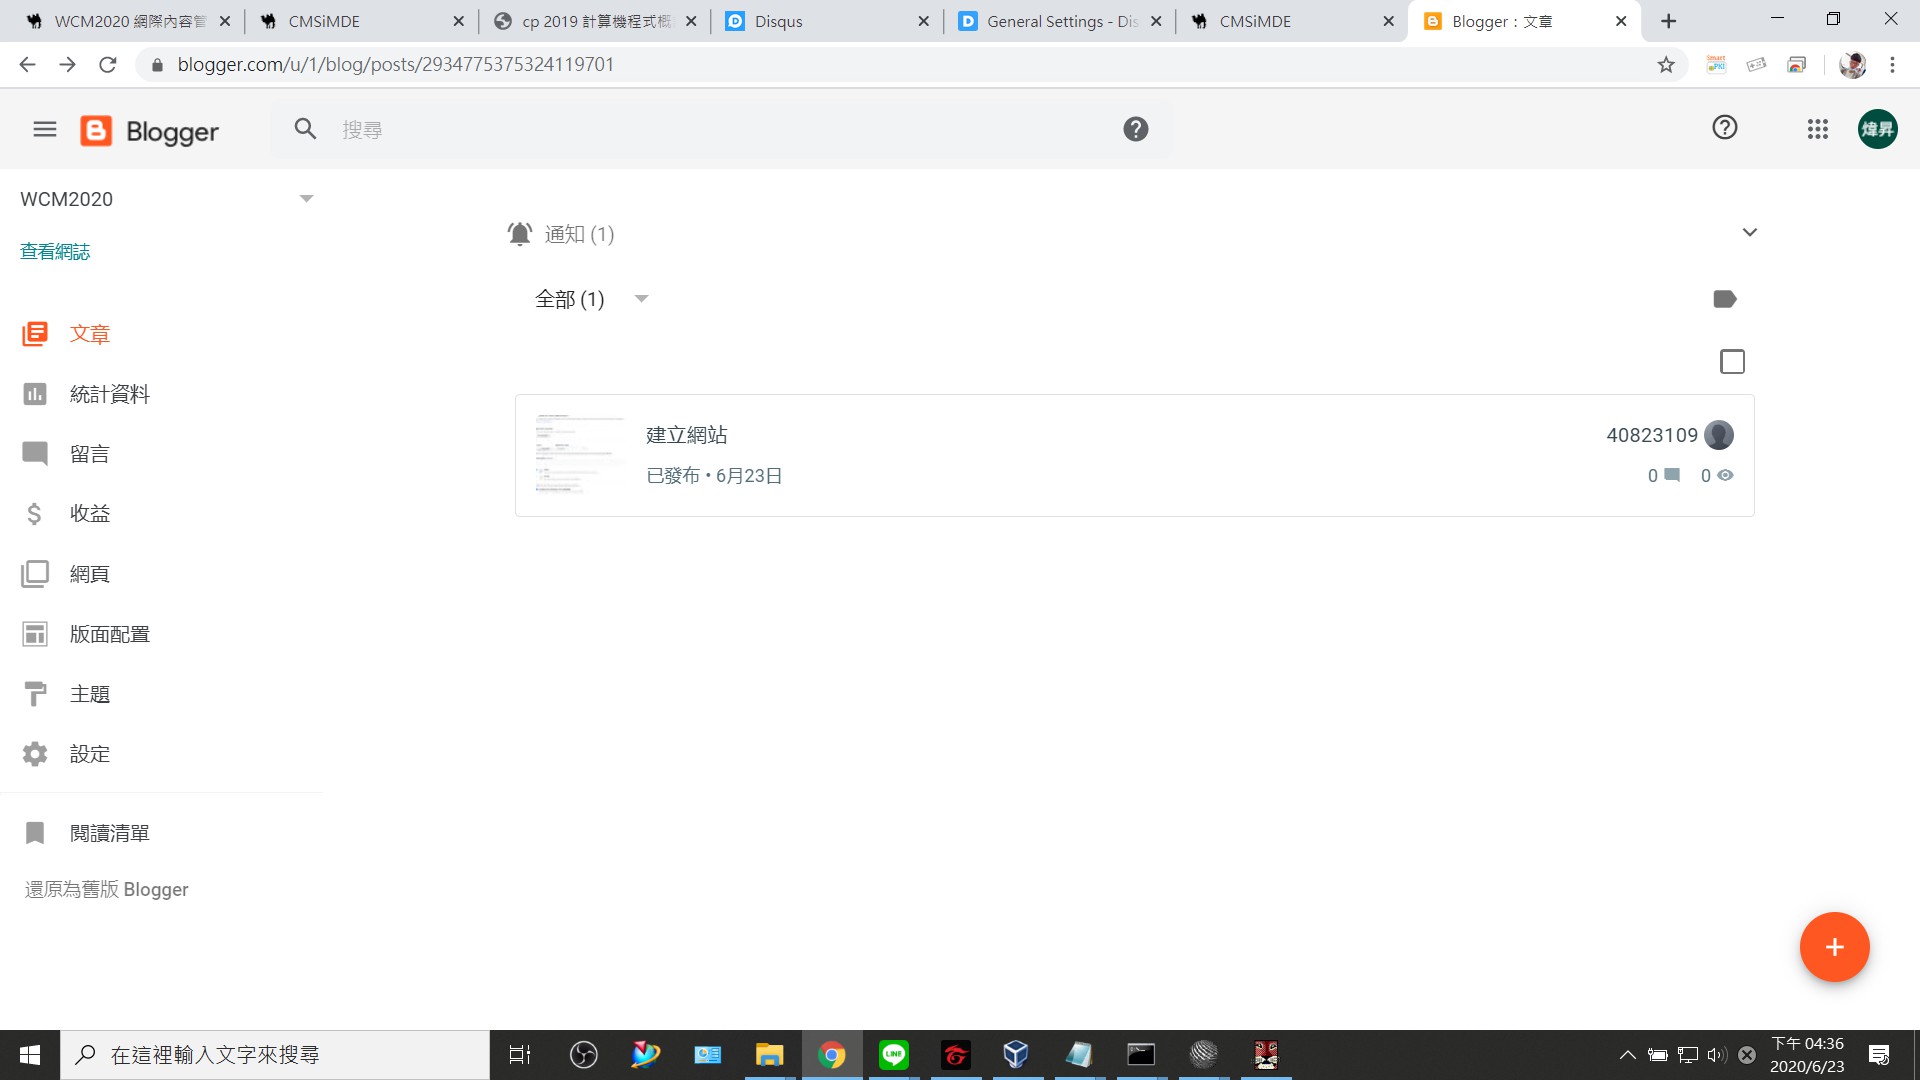 WCM2020 網際內容管
CMSiMDE
cp 2019 計算機程式概
Disqus
General Settings - Dis
CMSiMDE
Blogger：文章
blogger.com/u/1/blog/posts/2934775375324119701
Smart
PKI
Blogger
搜尋
煒昇
WCM2020
查看網誌
通知 (1)
全部 (1)
文章
統計資料
建立網站
40823109
已發布 • 6月23日
0
0
留言
收益
網頁
版面配置
主題
設定
閱讀清單
還原為舊版 Blogger
在這裡輸入文字來搜尋
LINE
下午 04:36
2020/6/23